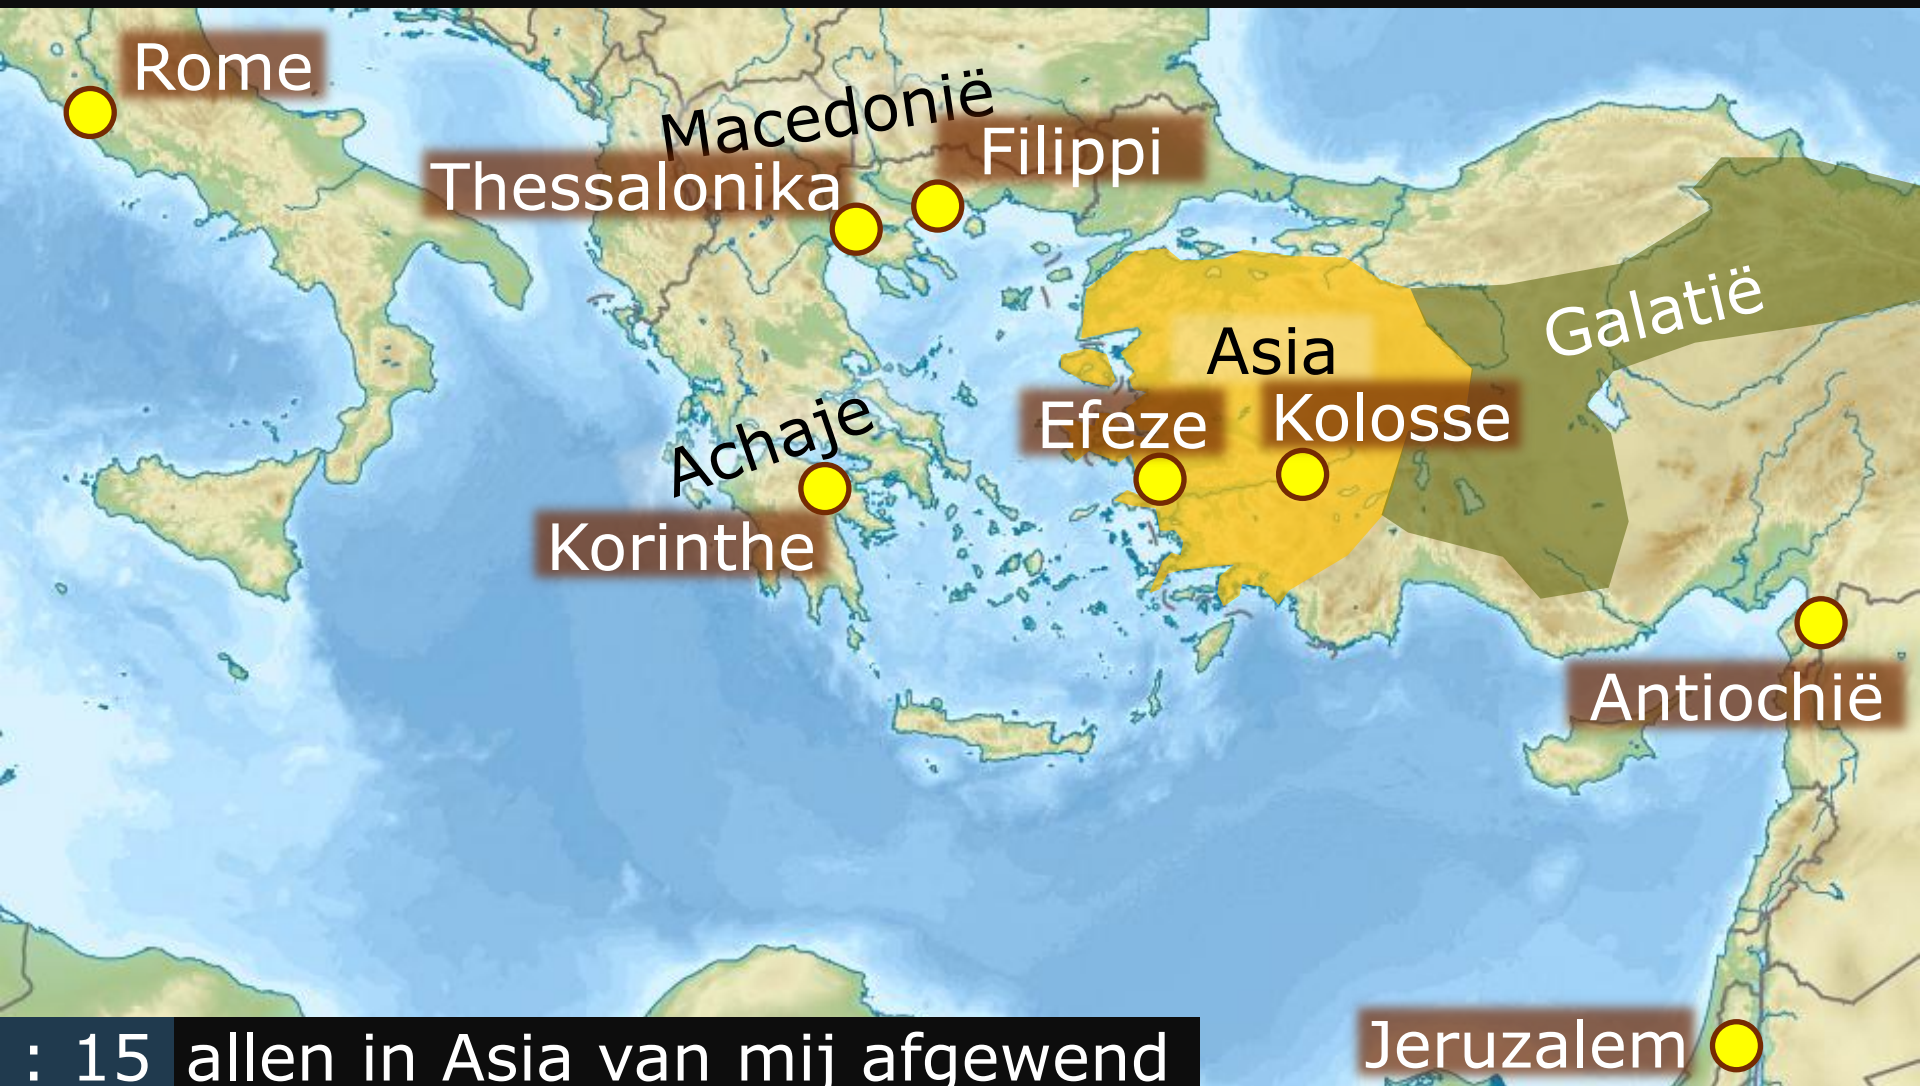 Rome
Macedonië
Filippi
Thessalonika
Galatië
Asia
Achaje
Efeze
Kolosse
Korinthe
Antiochië
Jeruzalem
: 15 allen in Asia van mij afgewend